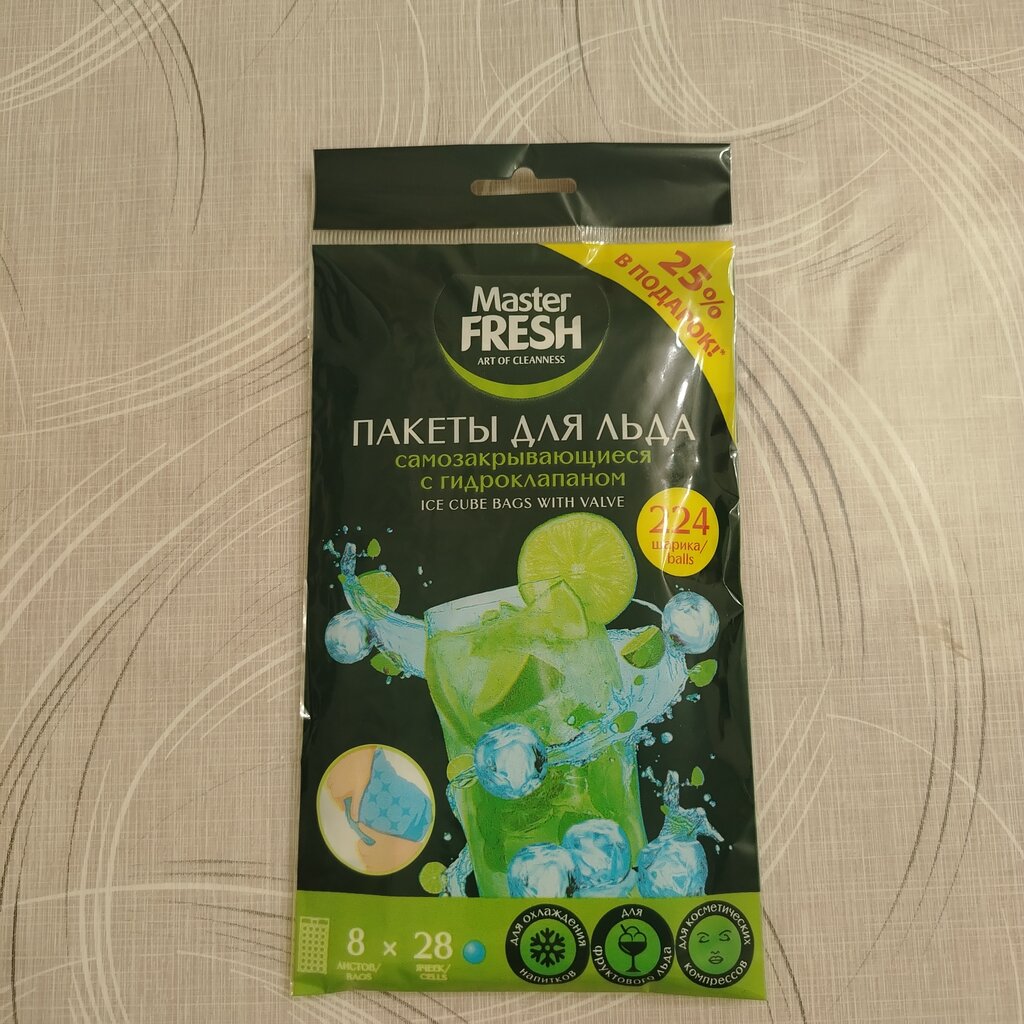 25%
В ПОДАРОК!*
Master
FRESH
ART OF CLEANNESS
ПАКЕТЫ ДЛЯ ЛЬДА
самозакрывающиеся
с гидроклапаном
ICE CUBE BAGS WITH VALVE
224
шарика/
balls
8 × 28
ЛИСТОВ/ ЯЧЕЕК/
BAGS CELLS
для охлаждения
напитков
для
фруктового льда
для косметических
компрессов